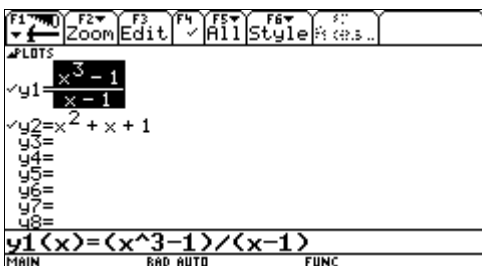 F1 F2 Zoom F3 Edit F4 ✓ F5 All F6 Style
PLOTS
✓y1=(x^3 - 1)/(x - 1)
✓y2=x^2 + x + 1
y3=
y4=
y5=
y6=
y7=
y8=
y1(x)=(x^3-1)/(x-1)
MAIN RAD AUTO FUNC